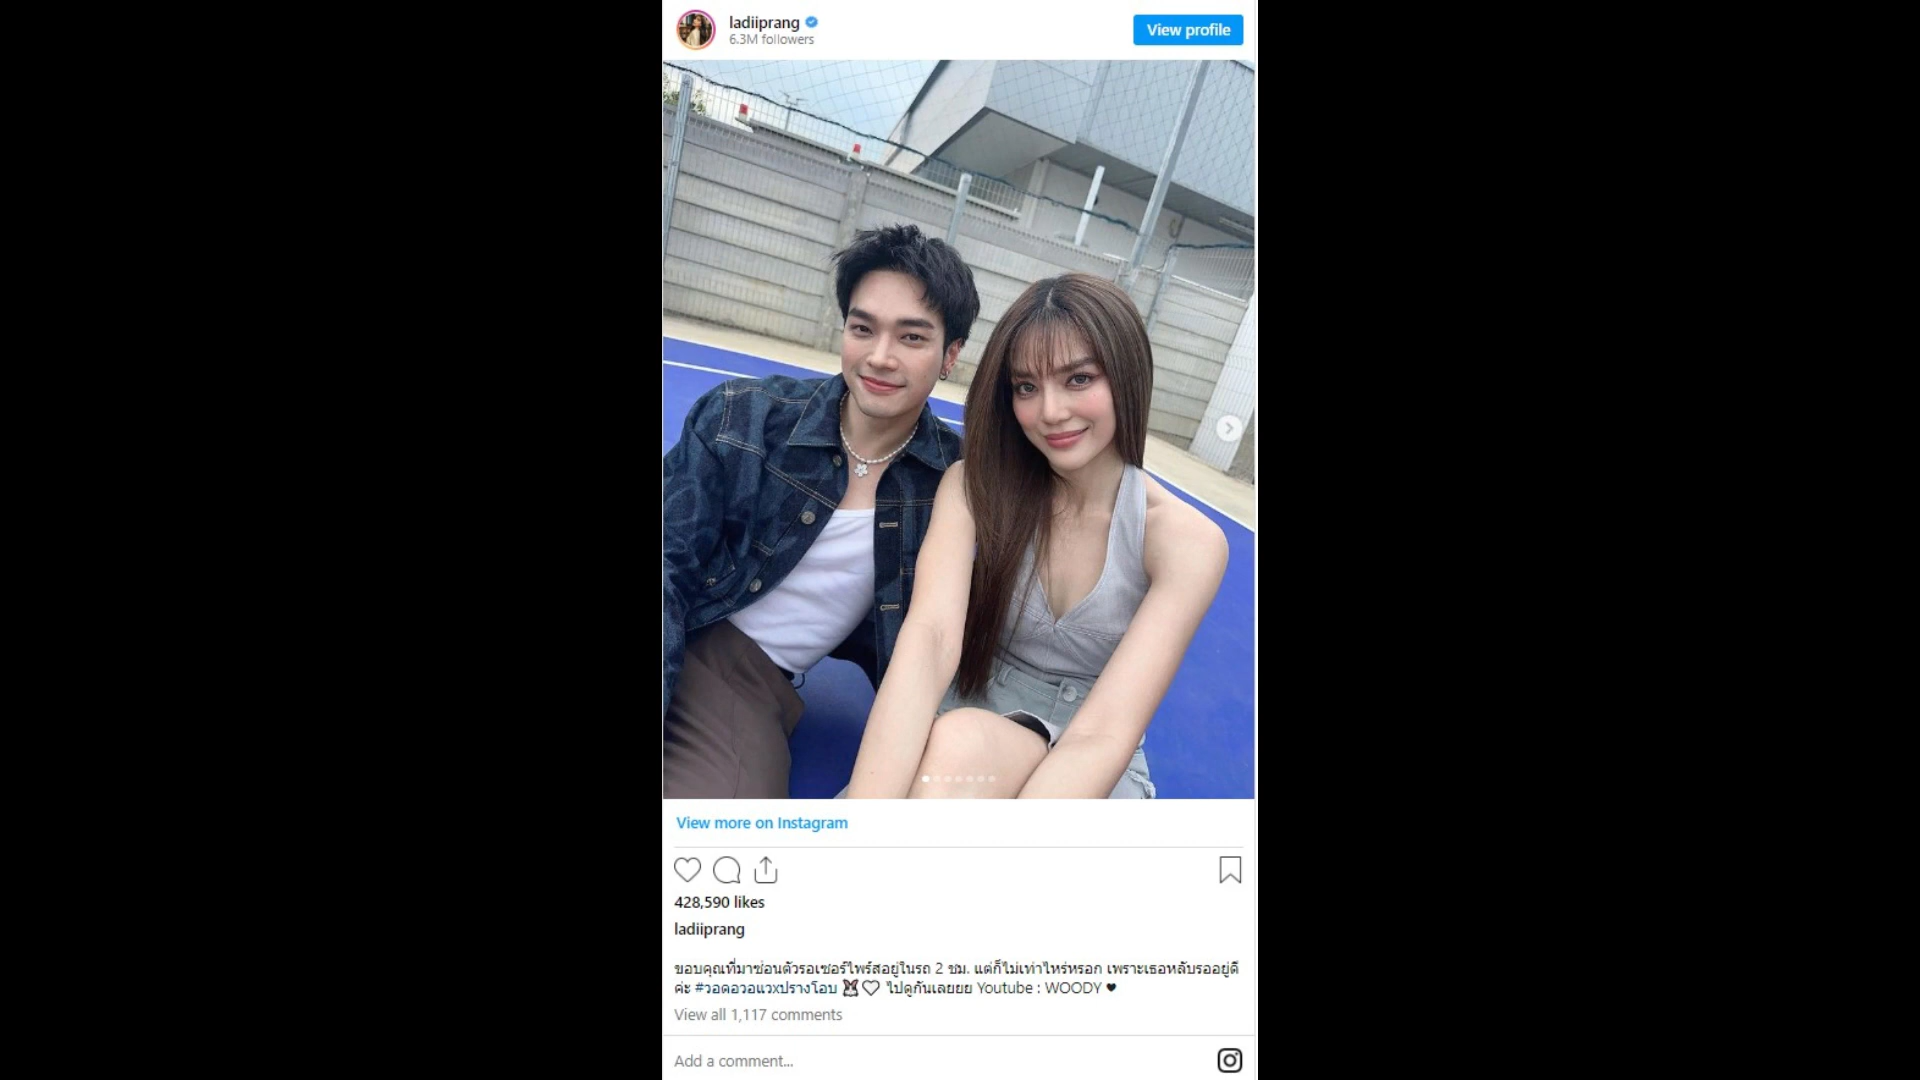 ladiiprang
6.3M followers
View profile
View more on Instagram
428,590 likes
ladiiprang
ขอบคุณที่มาซ่อนตัวรอเซอร์ไพร์สอยู่ในรถ 2 ชม. แต่ก็ไม่เท่าไหร่หรอก เพราะเธอหลับรออยู่ดี
ค่ะ #วอดอวอแวxปรางโอบ 🐰🤍 ไปดูกันเลยยย Youtube : WOODY ♥
View all 1,117 comments
Add a comment...